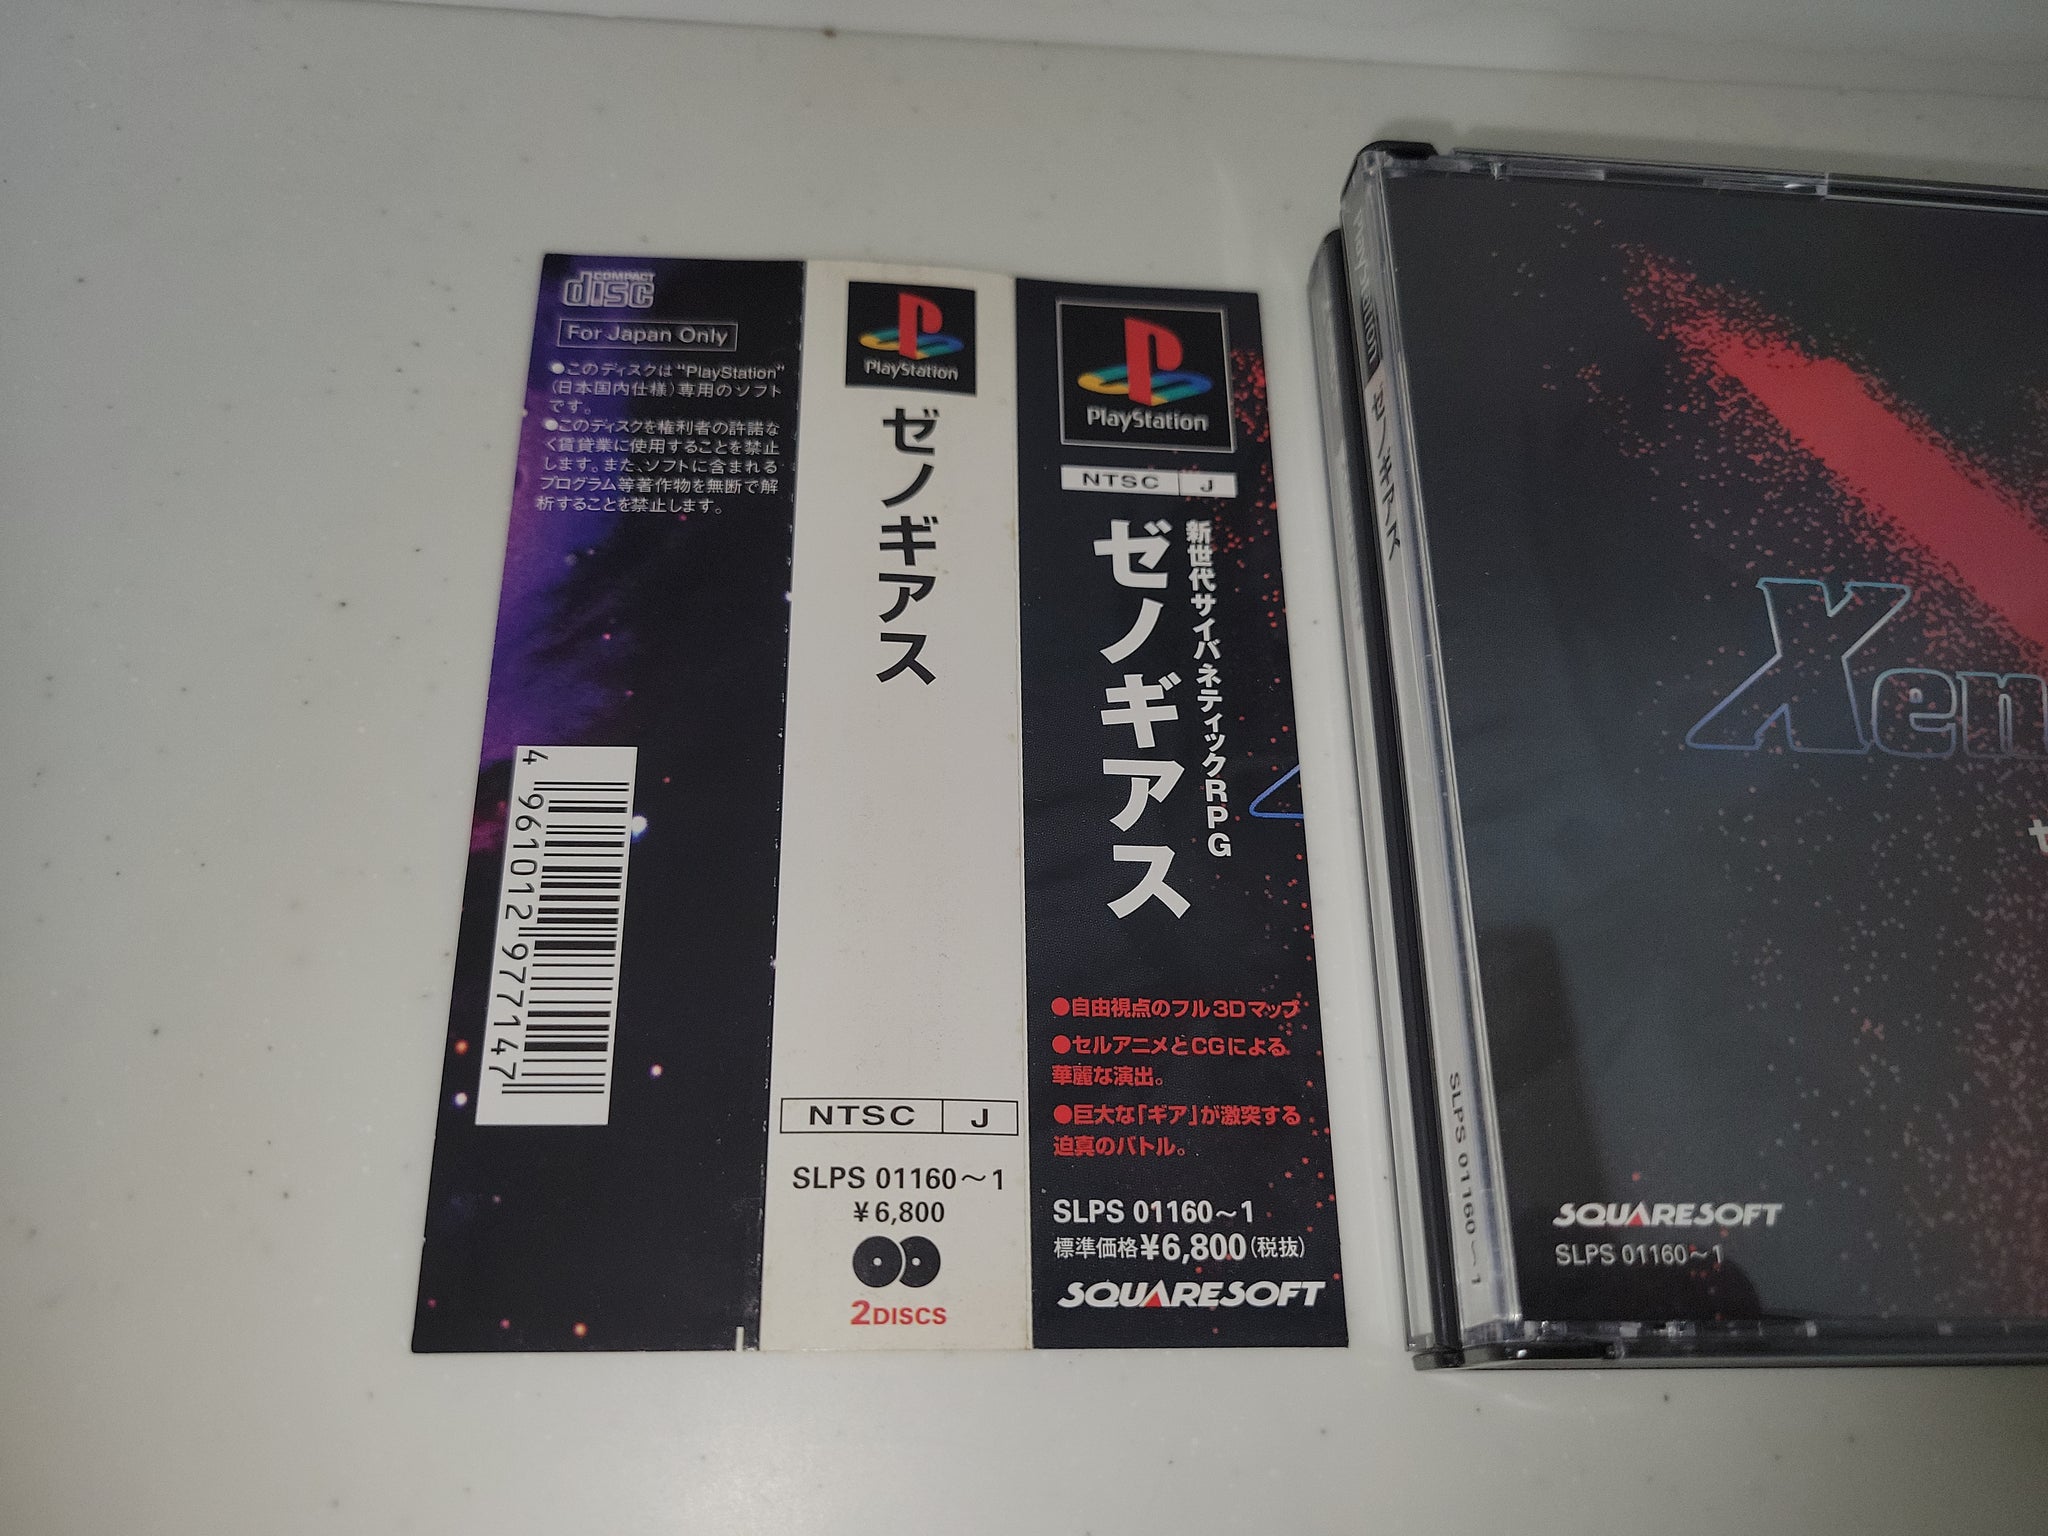 COMPACT
disc
For Japan Only
●このディスクは"PlayStation"
(日本国内仕様)専用のソフト
です。
●このディスクを権利者の許諾な
く賃貸業に使用することを禁止
します。また、ソフトに含まれる
プログラム等著作物を無断で解
析することを禁止します。
4 961012 977147
PlayStation
ゼノギアス
NTSC J
SLPS 01160～1
¥6,800
2DISCS
PlayStation
NTSC J
新世代サイバネティックRPG
ゼノギアス
●自由視点のフル3Dマップ
●セルアニメとCGによる
華麗な演出。
●巨大な「ギア」が激突する
迫真のバトル。
SLPS 01160～1
標準価格¥6,800(税抜)
SQUARESOFT
PlayStation
ゼノギアス
SLPS 01160～1
Xen
ゼ
SQUARESOFT
SLPS 01160～1